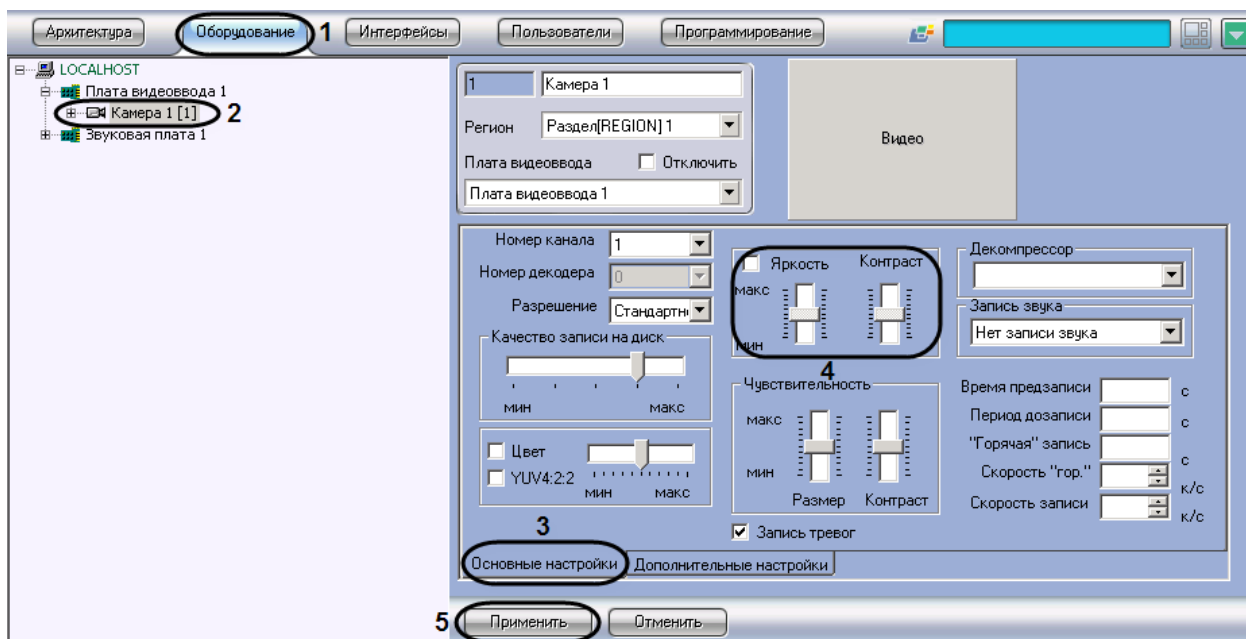 Архитектура
Оборудование
1
Интерфейсы
Пользователи
Программирование
LOCALHOST
Плата видеоввода 1
Камера 1 [1]
2
Звуковая плата 1
1
Камера 1
Регион
Раздел[REGION] 1
Плата видеоввода
Отключить
Плата видеоввода 1
Видео
Номер канала
1
Номер декодера
0
Разрешение
Стандартн
Качество записи на диск
мин
макс
Цвет
YUV4:2:2
мин
макс
Яркость
Контраст
макс
мин
4
Чувствительность
макс
мин
Размер
Контраст
Запись тревог
Декомпрессор
Запись звука
Нет записи звука
Время предзаписи
с
Период дозаписи
с
"Горячая" запись
с
Скорость "гор."
к/с
Скорость записи
к/с
3
Основные настройки
Дополнительные настройки
5
Применить
Отменить